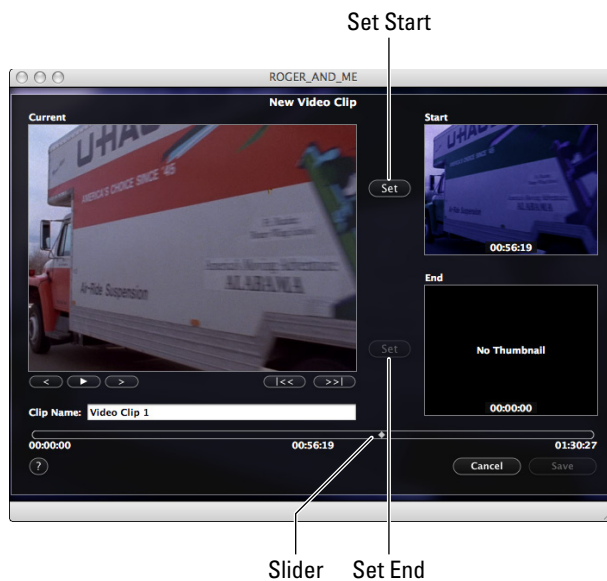 Set Start
ROGER_AND_ME
New Video Clip
Current
Start
U-HAU
AMERICA'S CHOICE SINCE '45
Set
U-HAU
00:56:19
ALABAMA
Air-Ride Suspension
End
Set
No Thumbnail
00:00:00
< ▶ > |<< >>|
Clip Name: Video Clip 1
00:00:00 00:56:19 01:30:27
? Cancel Save
Slider Set End